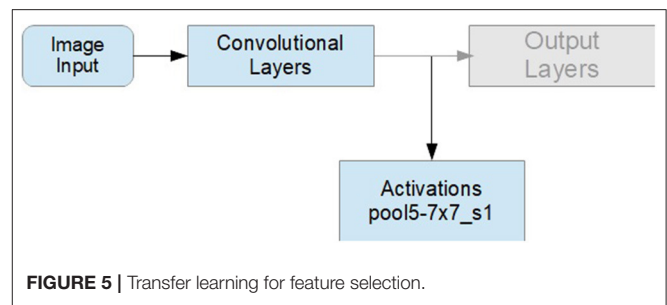 Image
Input
Convolutional
Layers
Output
Layers
Activations
pool5-7x7_s1
FIGURE 5 | Transfer learning for feature selection.